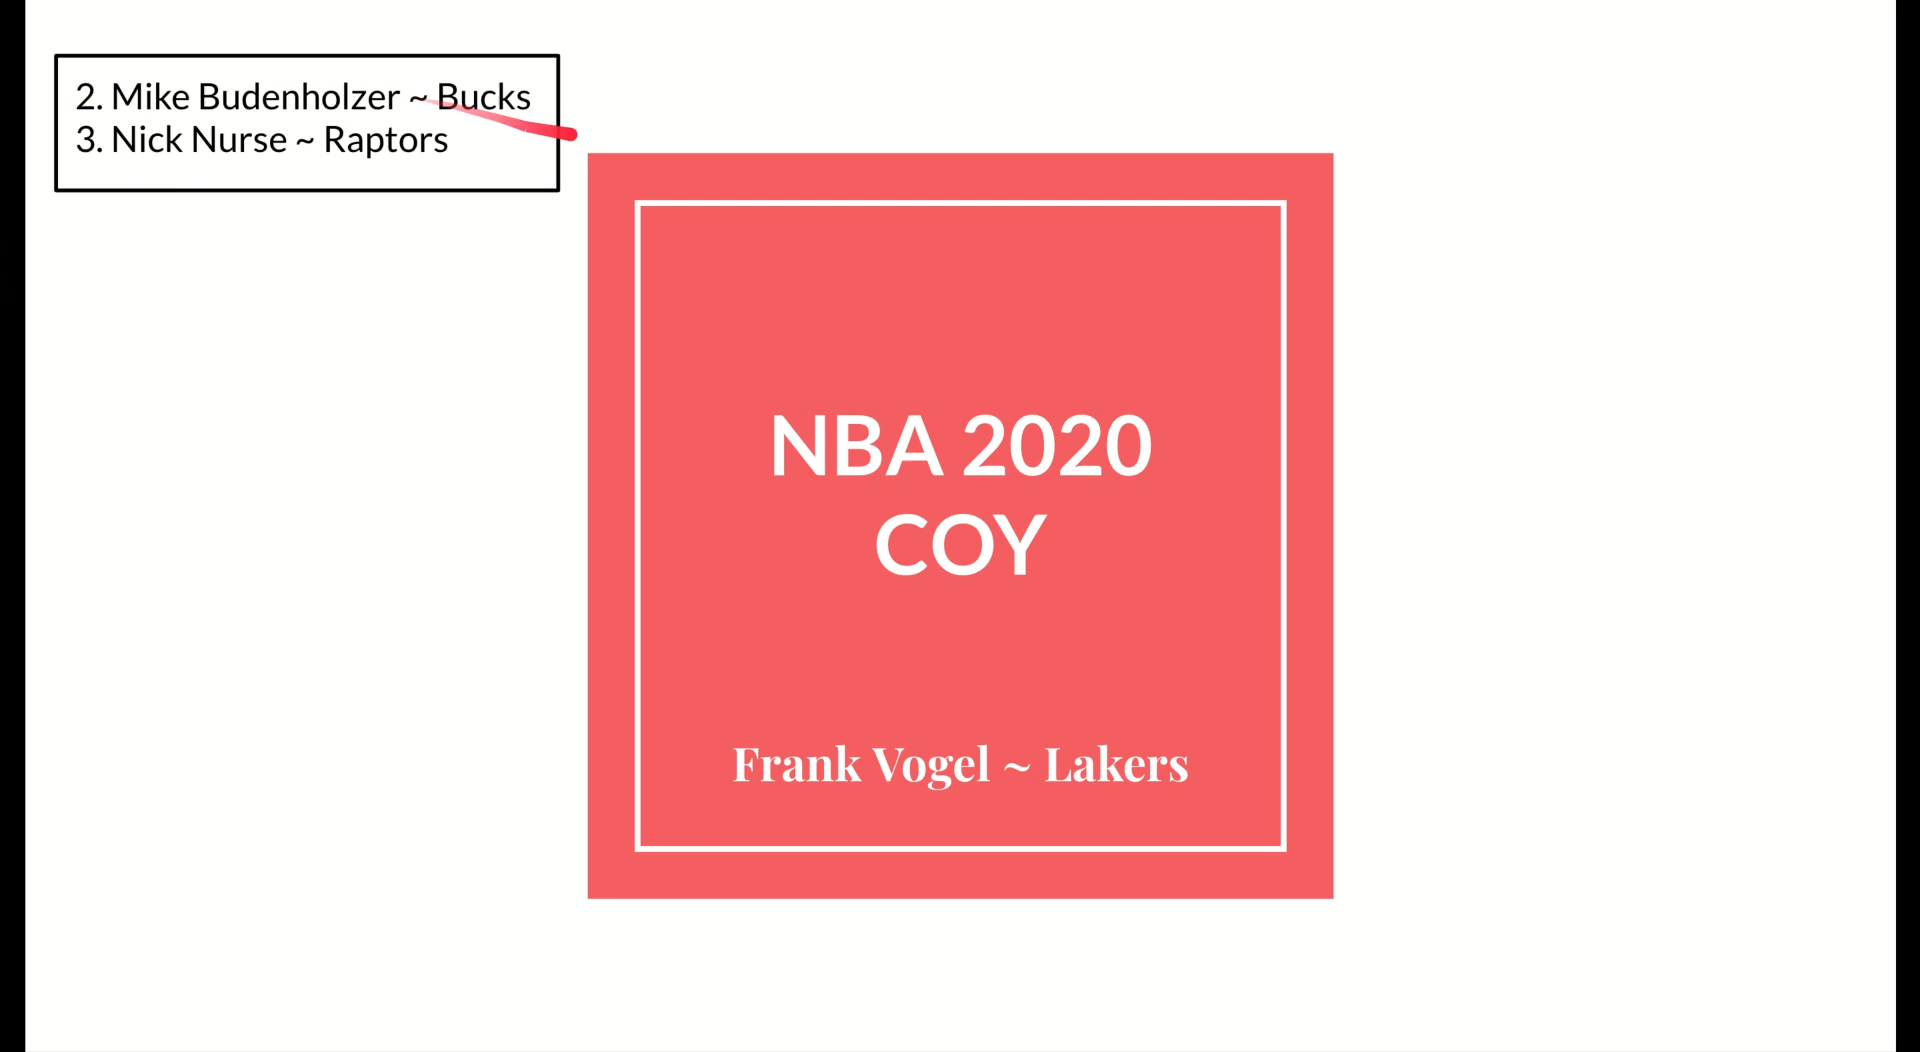 2. Mike Budenholzer ~ Bucks
3. Nick Nurse ~ Raptors
NBA 2020
COY
Frank Vogel ~ Lakers